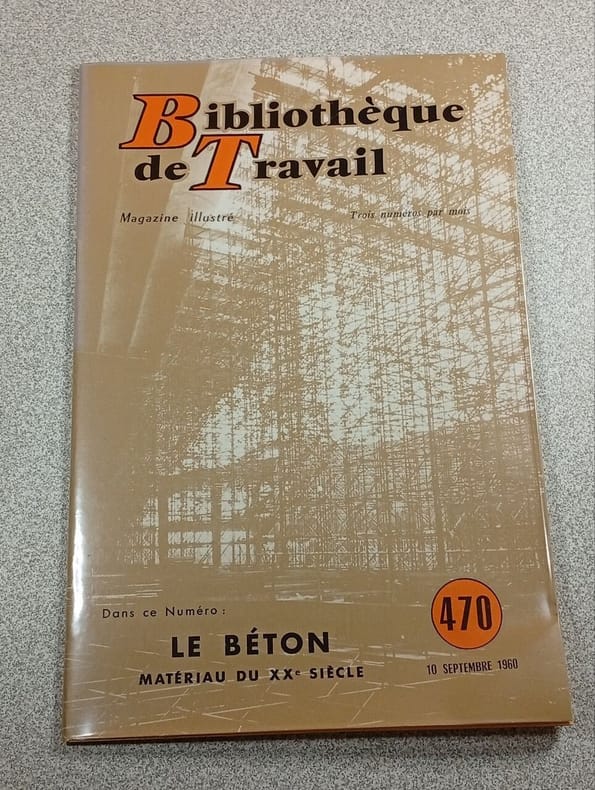 Bibliothèque
de Travail
Magazine illustré
Trois numéros par mois
Dans ce Numéro :
LE BÉTON
MATÉRIAU DU XXe SIÈCLE
470
10 SEPTEMBRE 1960